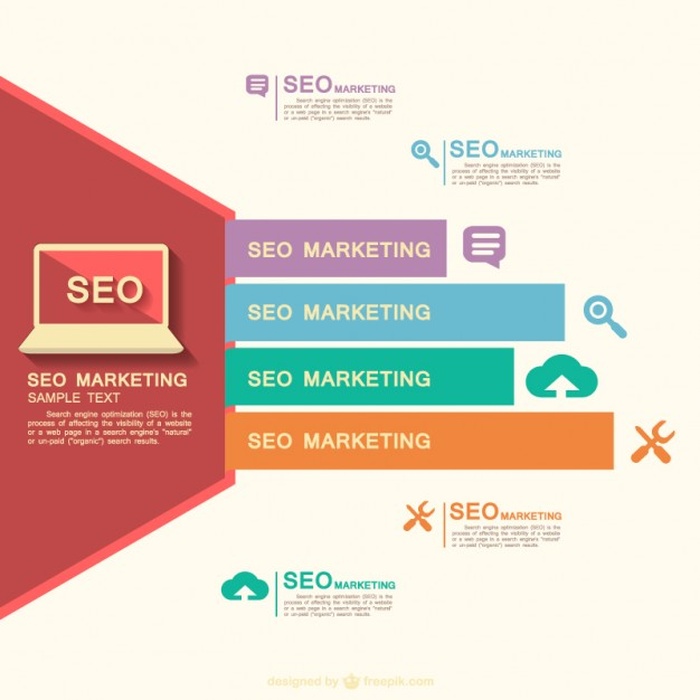 SEO MARKETING
Search engine optimization (SEO) is the
process of affecting the visibility of a website
or a web page in a search engine's "natural"
or un-paid ("organic") search results.
SEO MARKETING
Search engine optimization (SEO) is the
process of affecting the visibility of a website
or a web page in a search engine's "natural"
or un-paid ("organic") search results.
SEO MARKETING
SEO MARKETING
SEO MARKETING
SEO MARKETING
SEO
SEO MARKETING
SAMPLE TEXT
Search engine optimization (SEO) is the
process of affecting the visibility of a website
or a web page in a search engine's "natural"
or un-paid ("organic") search results.
SEO MARKETING
Search engine optimization (SEO) is the
process of affecting the visibility of a website
or a web page in a search engine's "natural"
or un-paid ("organic") search results.
SEO MARKETING
Search engine optimization (SEO) is the
process of affecting the visibility of a website
or a web page in a search engine's "natural"
or un-paid ("organic") search results.
designed by freepik.com